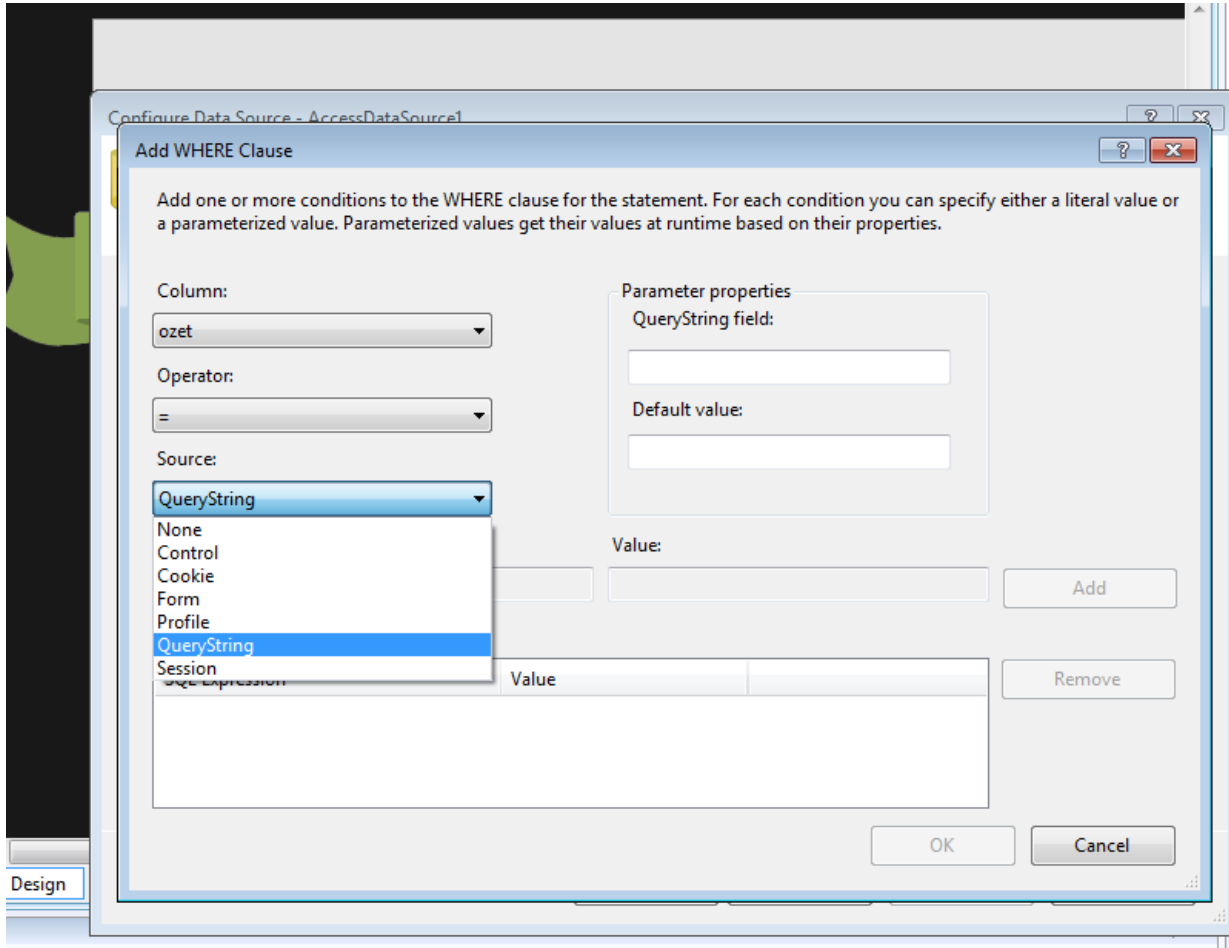 Configure Data Source - AccessDataSource1
Add WHERE Clause
Add one or more conditions to the WHERE clause for the statement. For each condition you can specify either a literal value or
a parameterized value. Parameterized values get their values at runtime based on their properties.
Column:
ozet
Operator:
=
Source:
QueryString
None
Control
Cookie
Form
Profile
QueryString
Session
Parameter properties
QueryString field:
Default value:
Value:
Add
SQL Expression
Value
Remove
OK
Cancel
Design